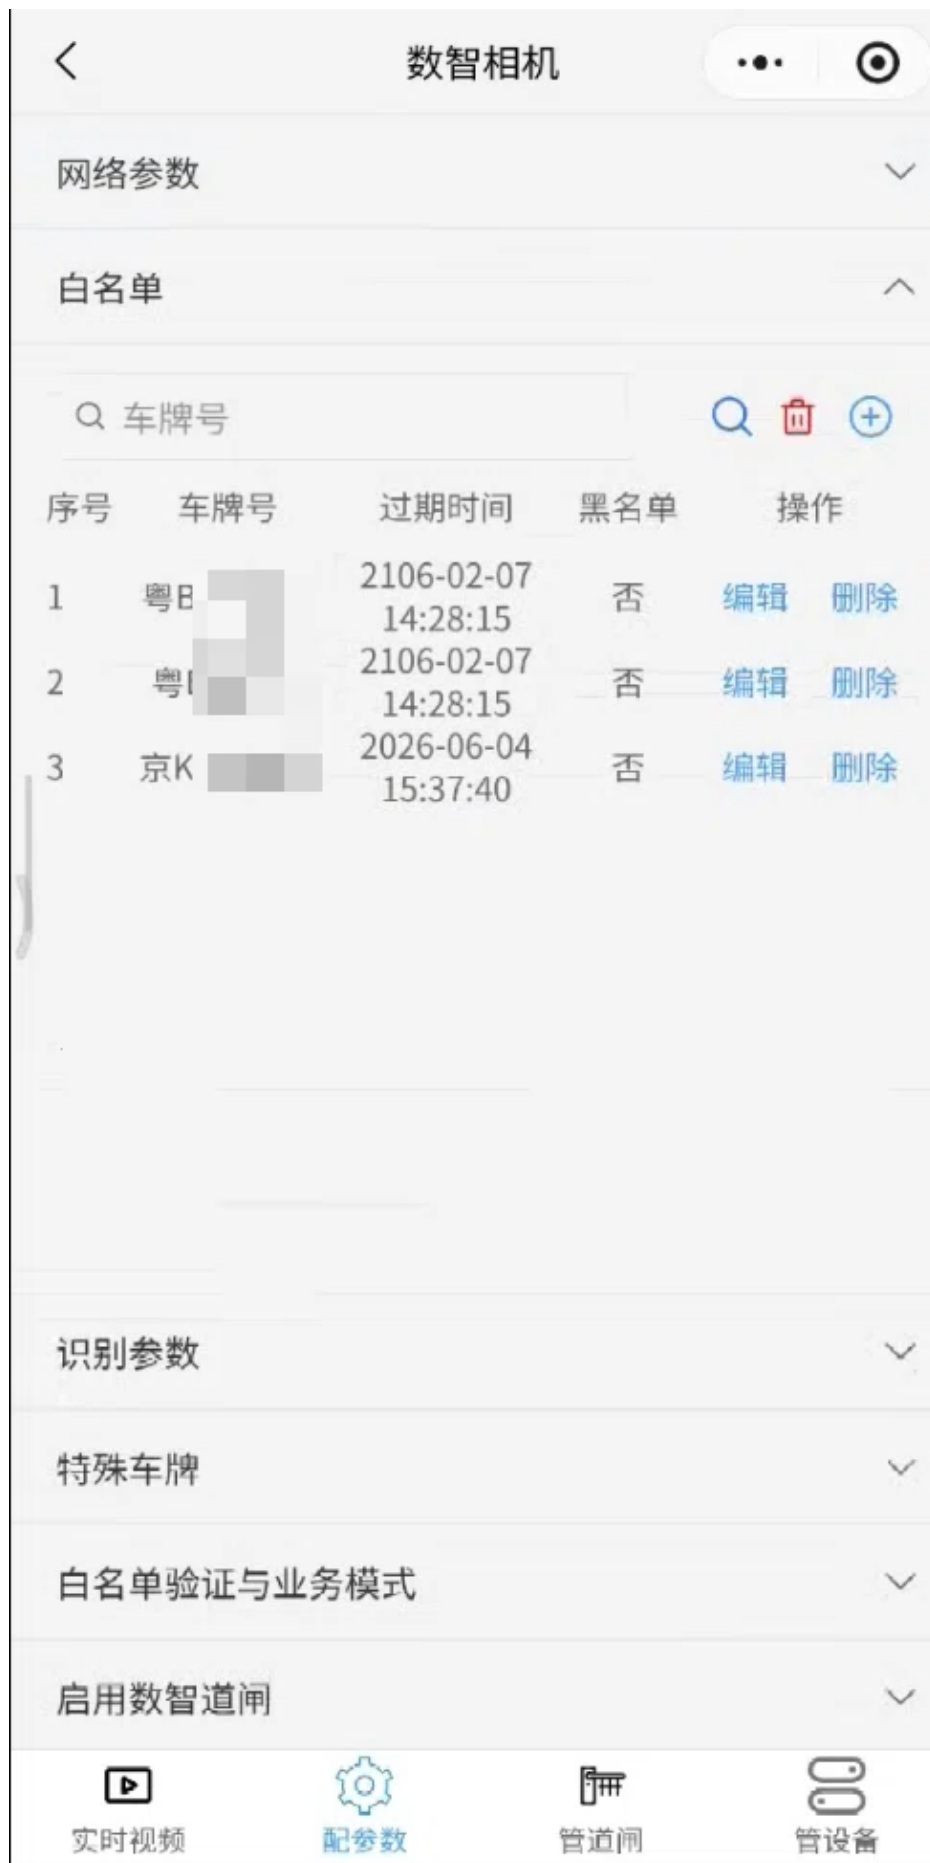 数智相机
网络参数
白名单
车牌号
序号 车牌号 过期时间 黑名单 操作
1 粤B 2106-02-07 14:28:15 否 编辑 删除
2 粤 2106-02-07 14:28:15 否 编辑 删除
3 京K 2026-06-04 15:37:40 否 编辑 删除
识别参数
特殊车牌
白名单验证与业务模式
启用数智道闸
实时视频 配参数 管道闸 管设备